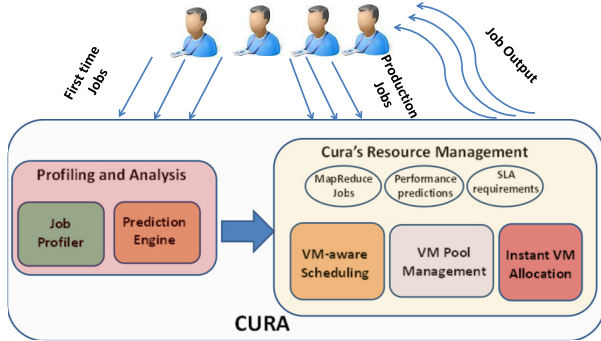 First time
Jobs
Production
Jobs
Job Output
Profiling and Analysis
Job
Profiler
Prediction
Engine
Cura's Resource Management
MapReduce
Jobs
Performance
predictions
SLA
requirements
VM-aware
Scheduling
VM Pool
Management
Instant VM
Allocation
CURA